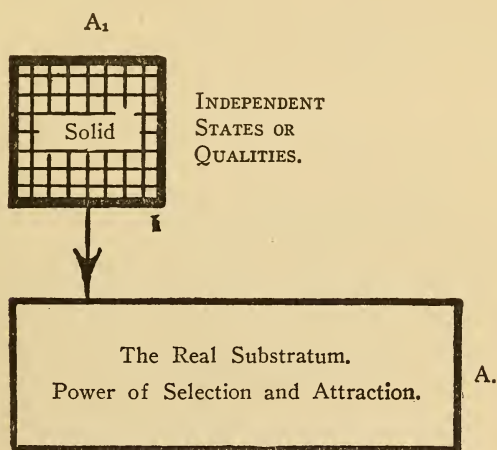 A₁
Solid
INDEPENDENT
STATES OR
QUALITIES.
The Real Substratum.
Power of Selection and Attraction.
A.